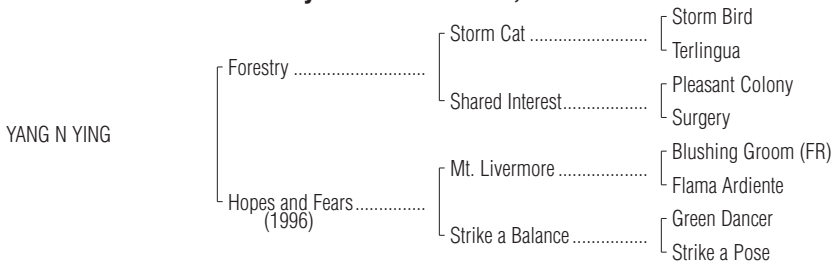 Storm Bird
Storm Cat ...............................
Terlingua
Forestry ............................
Pleasant Colony
Shared Interest..................
Surgery
YANG N YING
Blushing Groom (FR)
Mt. Livermore ...................
Flama Ardiente
Hopes and Fears...............
(1996)
Green Dancer
Strike a Balance................
Strike a Pose